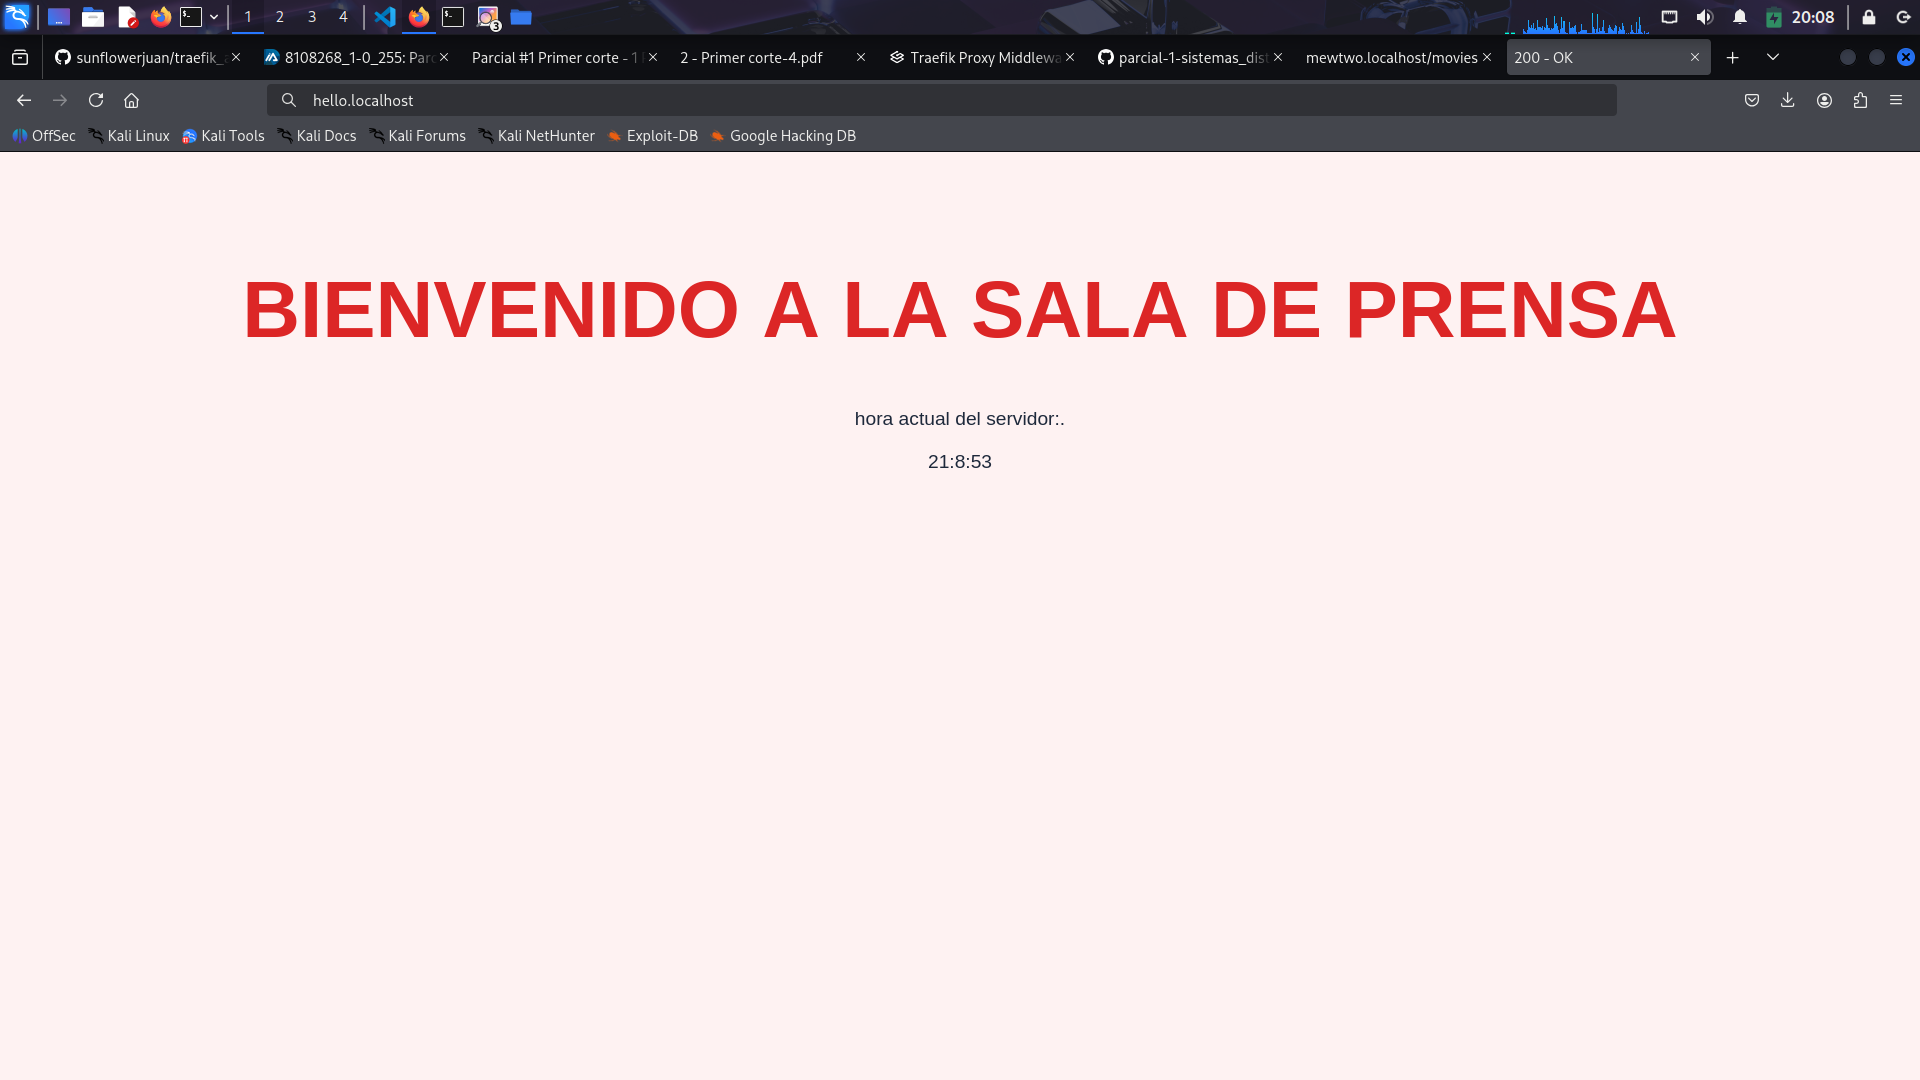 1 2 3 4 3 20:08
sunflowerjuan/traefik_a 8108268_1-0_255: Parc Parcial #1 Primer corte - 1 2 - Primer corte-4.pdf Traefik Proxy Middlewa parcial-1-sistemas_dist mewtwo.localhost/movies 200 - OK
hello.localhost
OffSec Kali Linux Kali Tools Kali Docs Kali Forums Kali NetHunter Exploit-DB Google Hacking DB
BIENVENIDO A LA SALA DE PRENSA
hora actual del servidor:.
21:8:53